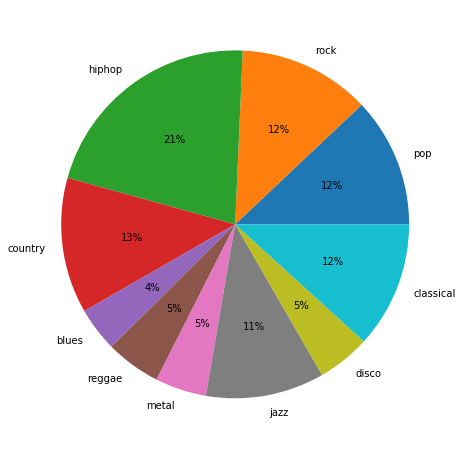 rock
hiphop
21%
12%
pop
12%
country
13%
12%
classical
4%
5%
5%
11%
5%
blues
reggae
metal
jazz
disco